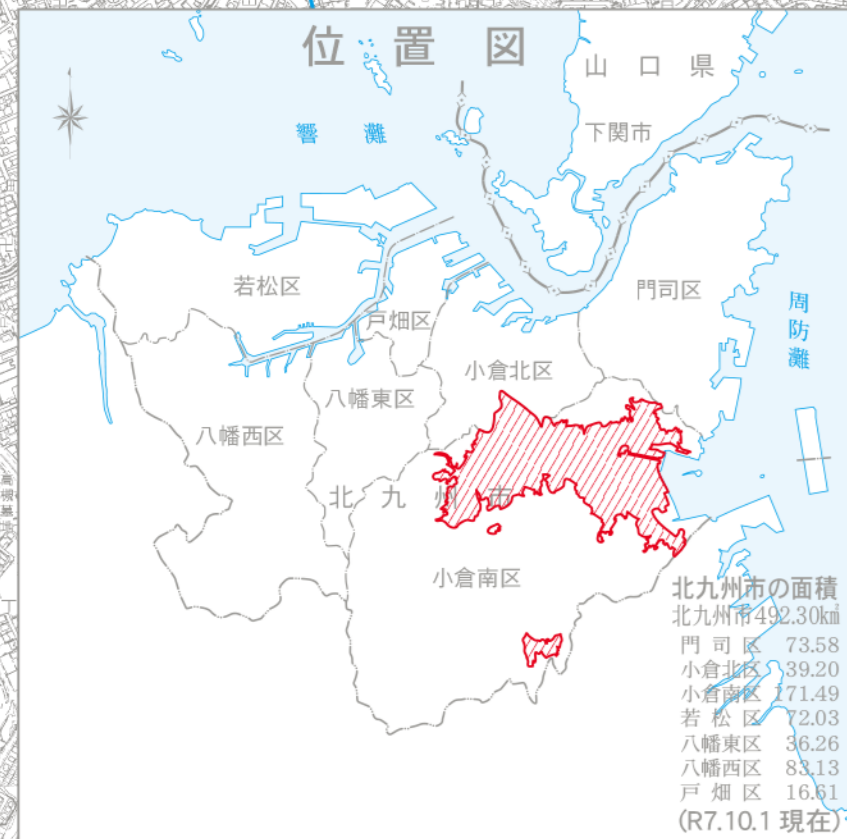 位置図
山口県
下関市
響灘
若松区
門司区
戸畑区
周防灘
小倉北区
八幡東区
八幡西区
北九州市
小倉南区
北九州市の面積
北九州市492.30km²
門司区 73.58
小倉北区 39.20
小倉南区 171.49
若松区 72.03
八幡東区 36.26
八幡西区 83.13
戸畑区 16.61
(R7.10.1 現在)